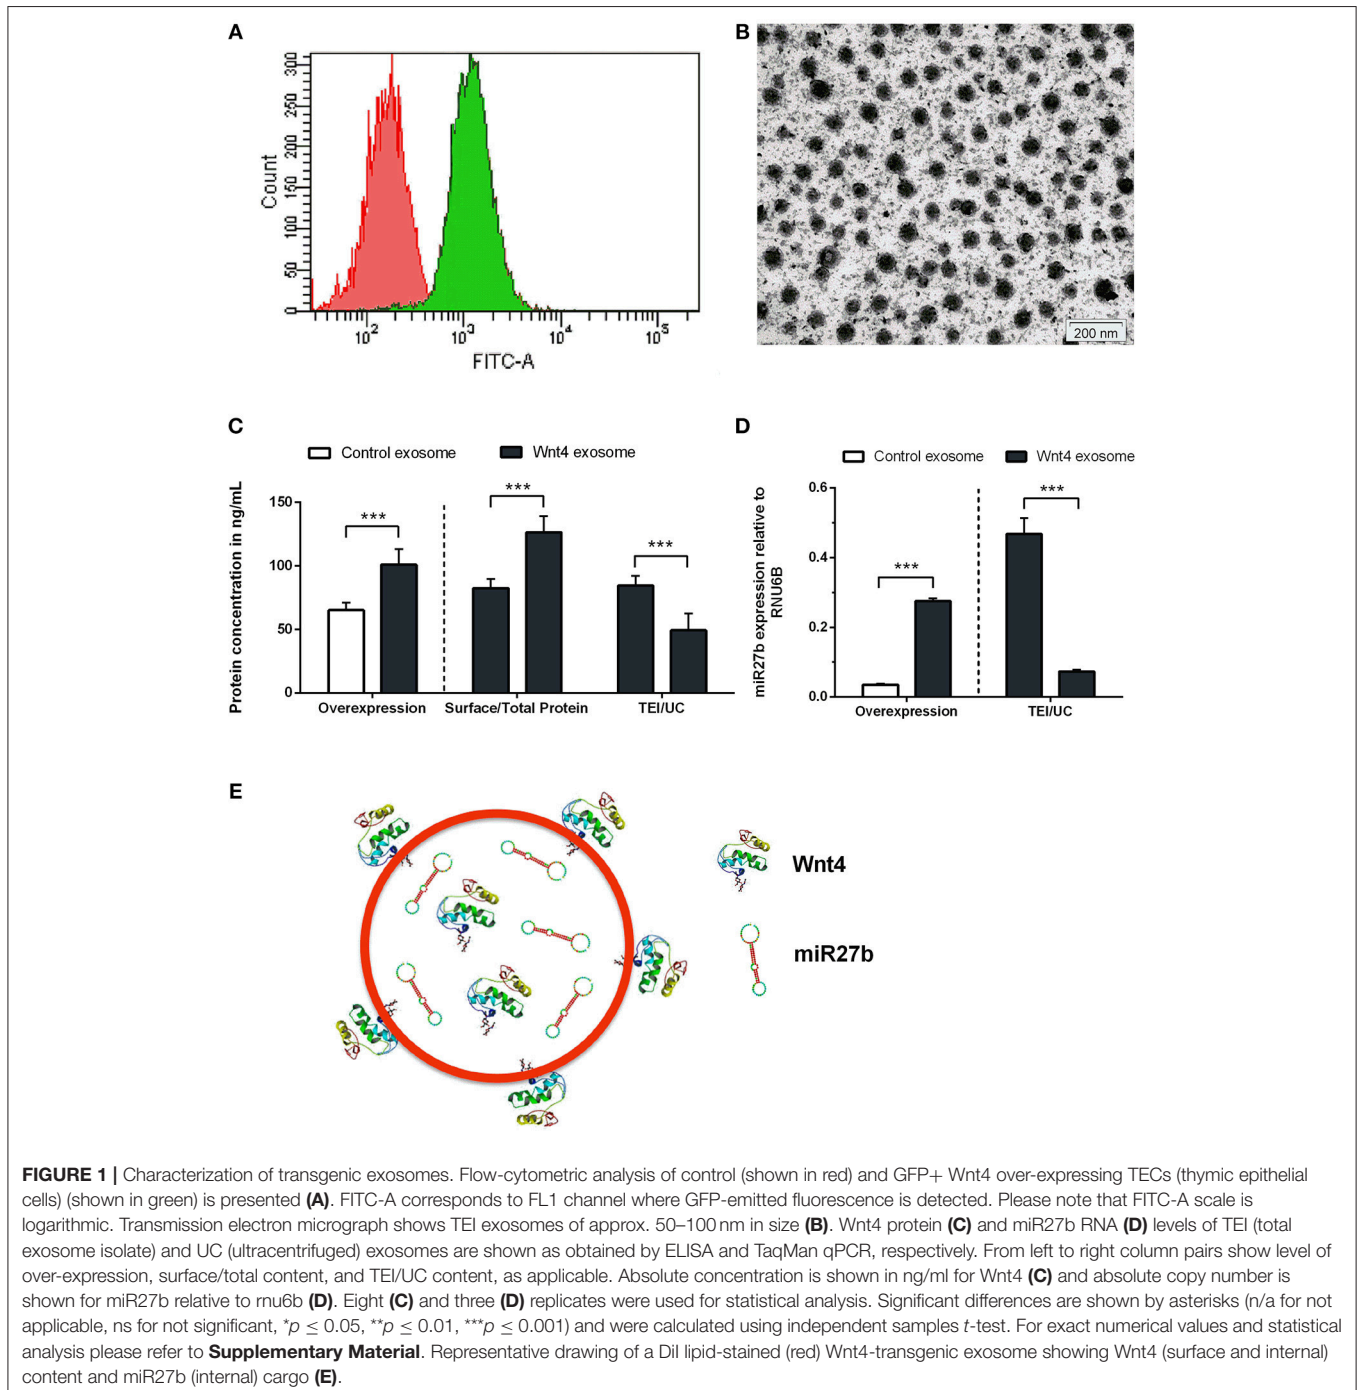 A
B
300
250
200
150
100
50
0
Count
10² 10³ 10⁴ 10⁵
FITC-A
200 nm
C
Control exosome Wnt4 exosome
Protein concentration in ng/mL
150
100
50
0
*** *** ***
Overexpression Surface/Total Protein TEI/UC
D
Control exosome Wnt4 exosome
miR27b expression relative to
RNU6B
0.6
0.4
0.2
0.0
*** ***
Overexpression TEI/UC
E
Wnt4
miR27b
FIGURE 1 | Characterization of transgenic exosomes. Flow-cytometric analysis of control (shown in red) and GFP+ Wnt4 over-expressing TECs (thymic epithelial
cells) (shown in green) is presented (A). FITC-A corresponds to FL1 channel where GFP-emitted fluorescence is detected. Please note that FITC-A scale is
logarithmic. Transmission electron micrograph shows TEI exosomes of approx. 50–100 nm in size (B). Wnt4 protein (C) and miR27b RNA (D) levels of TEI (total
exosome isolate) and UC (ultracentrifuged) exosomes are shown as obtained by ELISA and TaqMan qPCR, respectively. From left to right column pairs show level of
over-expression, surface/total content, and TEI/UC content, as applicable. Absolute concentration is shown in ng/ml for Wnt4 (C) and absolute copy number is
shown for miR27b relative to rnu6b (D). Eight (C) and three (D) replicates were used for statistical analysis. Significant differences are shown by asterisks (n/a for not
applicable, ns for not significant, *p ≤ 0.05, **p ≤ 0.01, ***p ≤ 0.001) and were calculated using independent samples t-test. For exact numerical values and statistical
analysis please refer to Supplementary Material. Representative drawing of a DiI lipid-stained (red) Wnt4-transgenic exosome showing Wnt4 (surface and internal)
content and miR27b (internal) cargo (E).